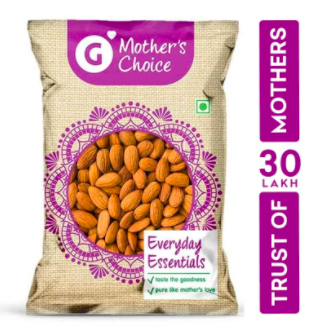 G Mother's
Choice
Everyday
Essentials
✓ taste the goodness
✓ pure like mother's love
TRUST OF 30 LAKH MOTHERS